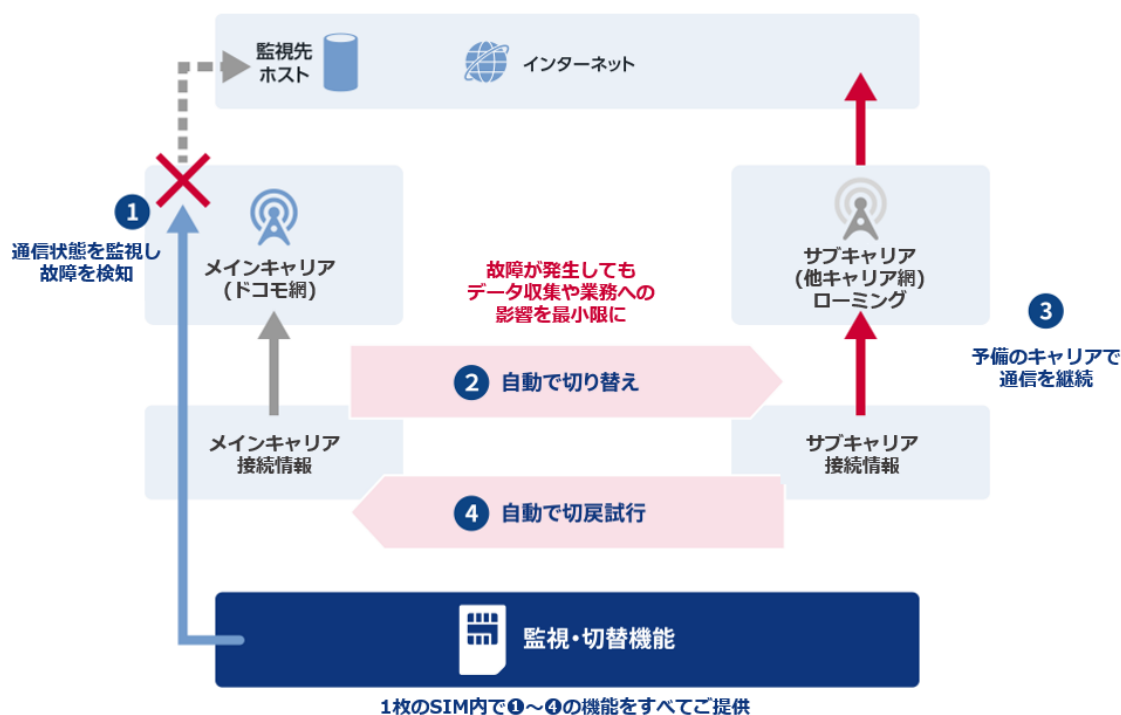 監視先
ホスト
インターネット
❶
通信状態を監視し
故障を検知
メインキャリア
(ドコモ網)
故障が発生しても
データ収集や業務への
影響を最小限に
サブキャリア
(他キャリア網)
ローミング
❸
予備のキャリアで
通信を継続
❷ 自動で切り替え
メインキャリア
接続情報
サブキャリア
接続情報
❹ 自動で切戻試行
監視・切替機能
1枚のSIM内で❶～❹の機能をすべてご提供